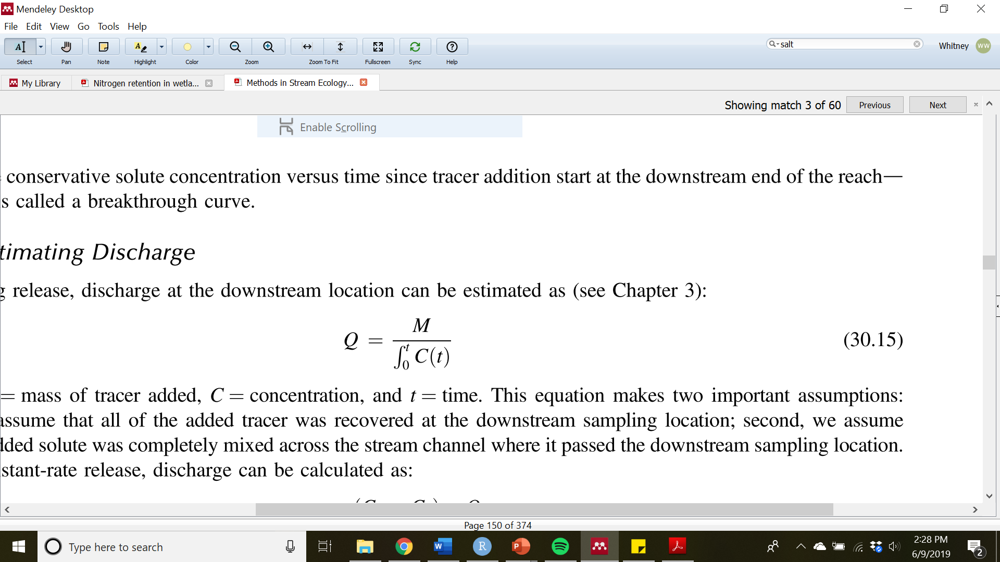 Mendeley Desktop
File Edit View Go Tools Help
Select Pan Note Highlight Color Zoom Zoom To Fit Fullscreen Sync Help
salt
Whitney WW
My Library Nitrogen retention in wetla... Methods in Stream Ecology...
Showing match 3 of 60 Previous Next
Enable Scrolling
conservative solute concentration versus time since tracer addition start at the downstream end of the reach—
s called a breakthrough curve.
timating Discharge
g release, discharge at the downstream location can be estimated as (see Chapter 3):
Q = M / ∫₀ᵗ C(t) (30.15)
= mass of tracer added, C = concentration, and t = time. This equation makes two important assumptions:
assume that all of the added tracer was recovered at the downstream sampling location; second, we assume
dded solute was completely mixed across the stream channel where it passed the downstream sampling location.
stant-rate release, discharge can be calculated as:
Page 150 of 374
Type here to search
2:28 PM
6/9/2019
2